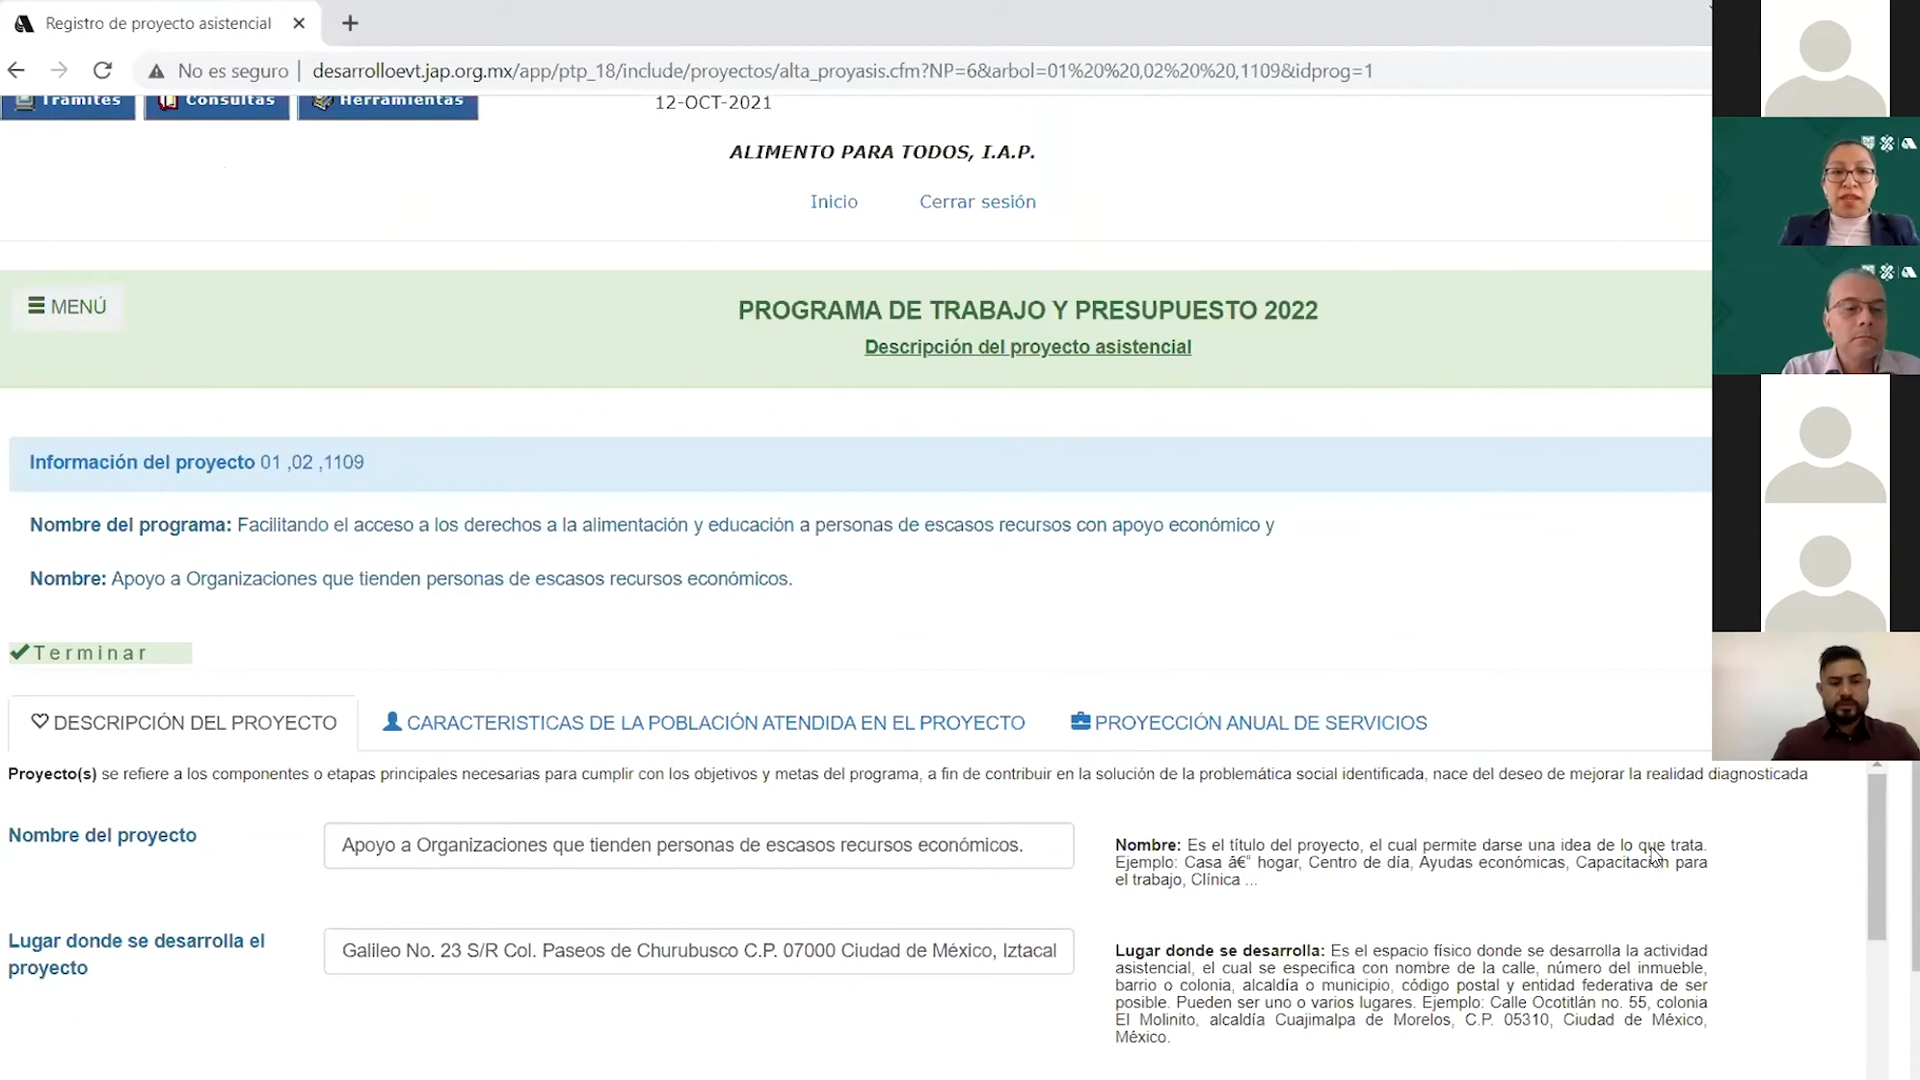 Registro de proyecto asistencial
No es seguro | desarrolloevt.jap.org.mx/app/ptp_18/include/proyectos/alta_proyasis.cfm?NP=6&arbol=01%20%20,02%20%20,1109&idprog=1
Trámites Consultas Herramientas
12-OCT-2021
ALIMENTO PARA TODOS, I.A.P.
Inicio Cerrar sesión
MENÚ
PROGRAMA DE TRABAJO Y PRESUPUESTO 2022
Descripción del proyecto asistencial
Información del proyecto 01 ,02 ,1109
Nombre del programa: Facilitando el acceso a los derechos a la alimentación y educación a personas de escasos recursos con apoyo económico y
Nombre: Apoyo a Organizaciones que tienden personas de escasos recursos económicos.
Terminar
DESCRIPCIÓN DEL PROYECTO CARACTERISTICAS DE LA POBLACIÓN ATENDIDA EN EL PROYECTO PROYECCIÓN ANUAL DE SERVICIOS
Proyecto(s) se refiere a los componentes o etapas principales necesarias para cumplir con los objetivos y metas del programa, a fin de contribuir en la solución de la problemática social identificada, nace del deseo de mejorar la realidad diagnosticada
Nombre del proyecto
Apoyo a Organizaciones que tienden personas de escasos recursos económicos.
Nombre: Es el título del proyecto, el cual permite darse una idea de lo que trata.
Ejemplo: Casa â€“ hogar, Centro de día, Ayudas económicas, Capacitación para
el trabajo, Clínica ...
Lugar donde se desarrolla el
proyecto
Galileo No. 23 S/R Col. Paseos de Churubusco C.P. 07000 Ciudad de México, Iztacal
Lugar donde se desarrolla: Es el espacio físico donde se desarrolla la actividad
asistencial, el cual se especifica con nombre de la calle, número del inmueble,
barrio o colonia, alcaldía o municipio, código postal y entidad federativa de ser
posible. Pueden ser uno o varios lugares. Ejemplo: Calle Ocotitlán no. 55, colonia
El Molinito, alcaldía Cuajimalpa de Morelos, C.P. 05310, Ciudad de México,
México.